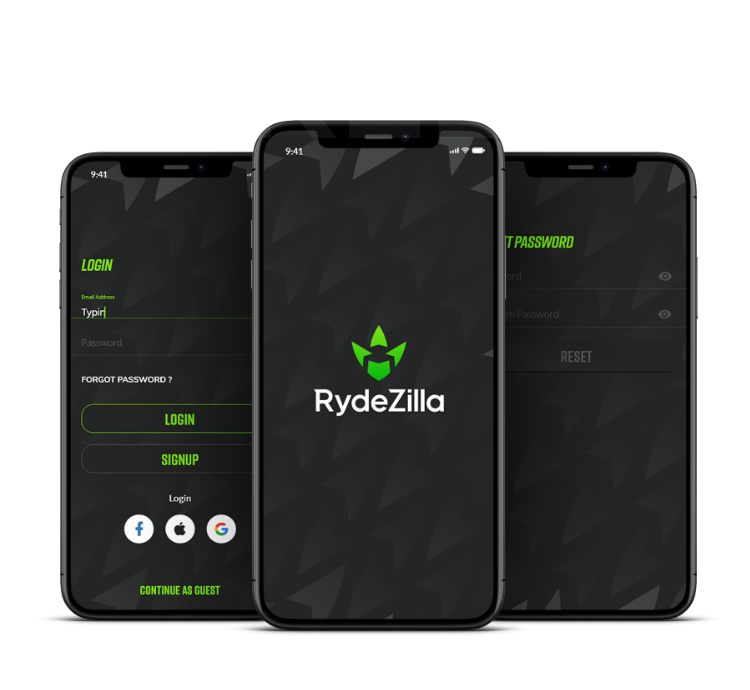 9:41
LOGIN
Email Address
Typin
Password
FORGOT PASSWORD ?
LOGIN
SIGNUP
Login
CONTINUE AS GUEST
9:41
RydeZilla
T PASSWORD
ord
Password
RESET